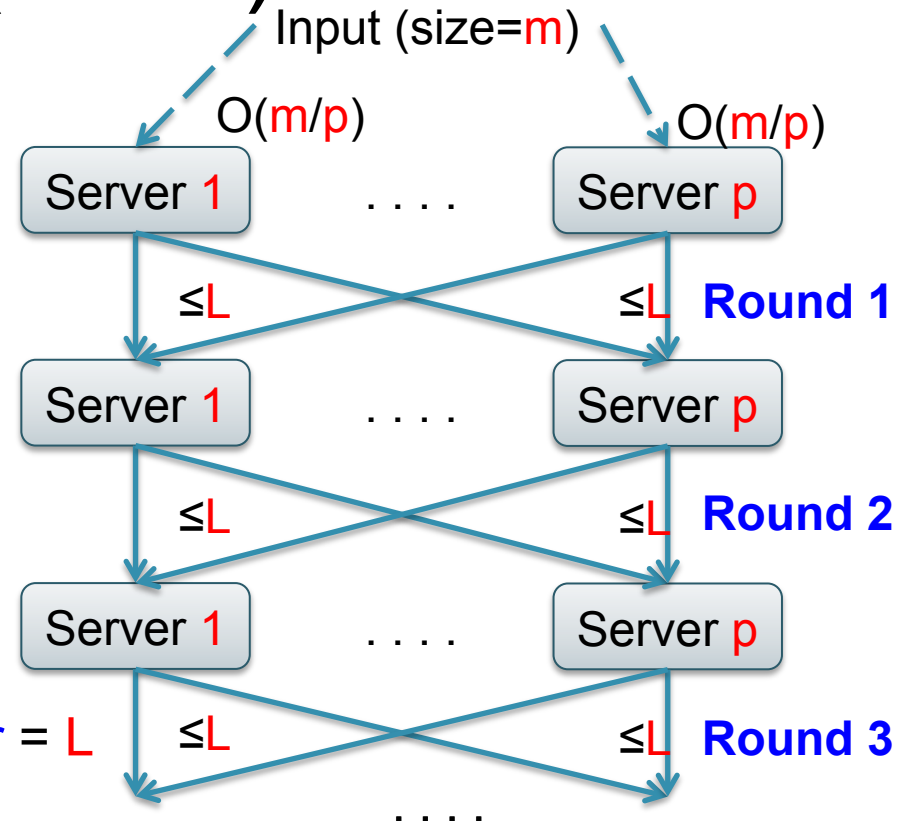 Input (size=m)
O(m/p) O(m/p)
Server 1 . . . . Server p
≤L ≤L Round 1
Server 1 . . . . Server p
≤L ≤L Round 2
Server 1 . . . . Server p
= L ≤L ≤L Round 3
. . . .